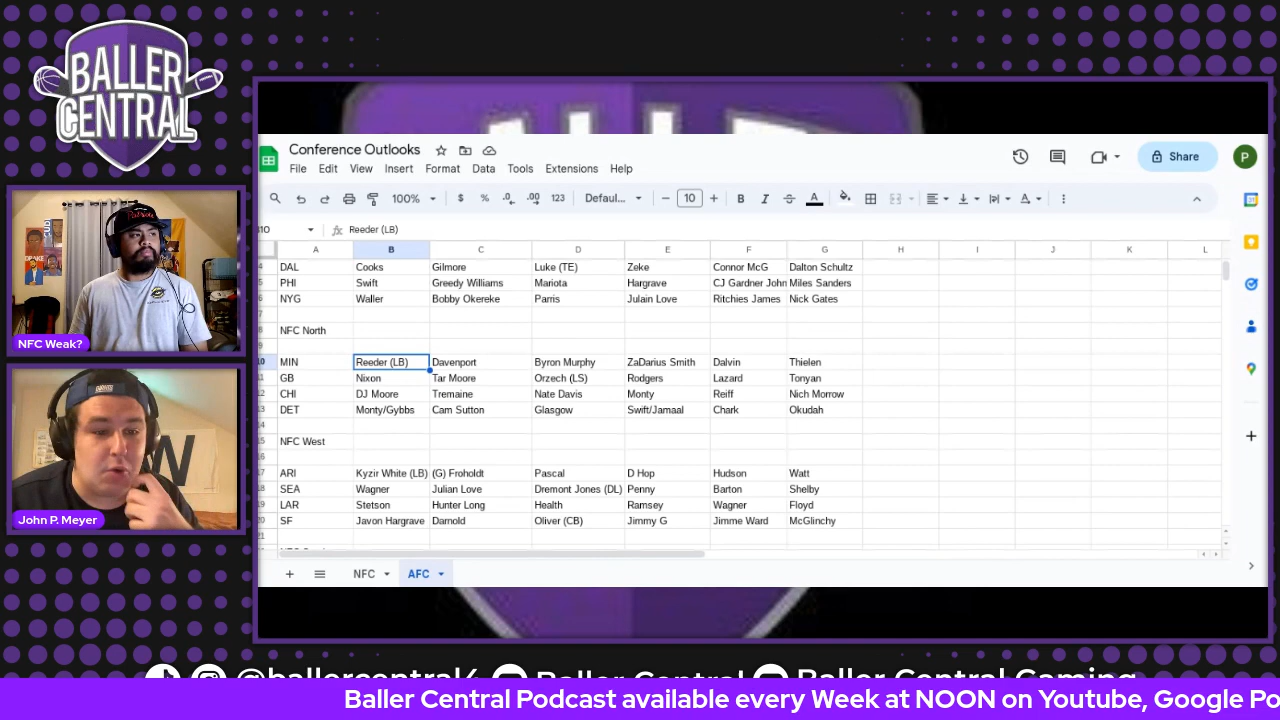 BALLER
CENTRAL
NFC Weak?
John P. Meyer
Conference Outlooks
File Edit View Insert Format Data Tools Extensions Help
Share
P
100% $ % .0 .00 123 Defaul... 10 B I A
Reeder (LB)
A B C D E F G H I J K L
DAL Cooks Gilmore Luke (TE) Zeke Connor McG Dalton Schultz
PHI Swift Greedy Williams Mariota Hargrave CJ Gardner John Miles Sanders
NYG Waller Bobby Okereke Parris Julain Love Ritchies James Nick Gates
NFC North
MIN Reeder (LB) Davenport Byron Murphy ZaDarius Smith Dalvin Thielen
GB Nixon Tar Moore Orzech (LS) Rodgers Lazard Tonyan
CHI DJ Moore Tremaine Nate Davis Monty Reiff Nich Morrow
DET Monty/Gybbs Cam Sutton Glasgow Swift/Jamaal Chark Okudah
NFC West
ARI Kyzir White (LB) (G) Froholdt Pascal D Hop Hudson Watt
SEA Wagner Julian Love Dremont Jones (DL) Penny Barton Shelby
LAR Stetson Hunter Long Health Ramsey Wagner Floyd
SF Javon Hargrave Darnold Oliver (CB) Jimmy G Jimme Ward McGlinchy
NFC AFC
Baller Central Baller Central Gaming
Baller Central Podcast available every Week at NOON on Youtube, Google Po